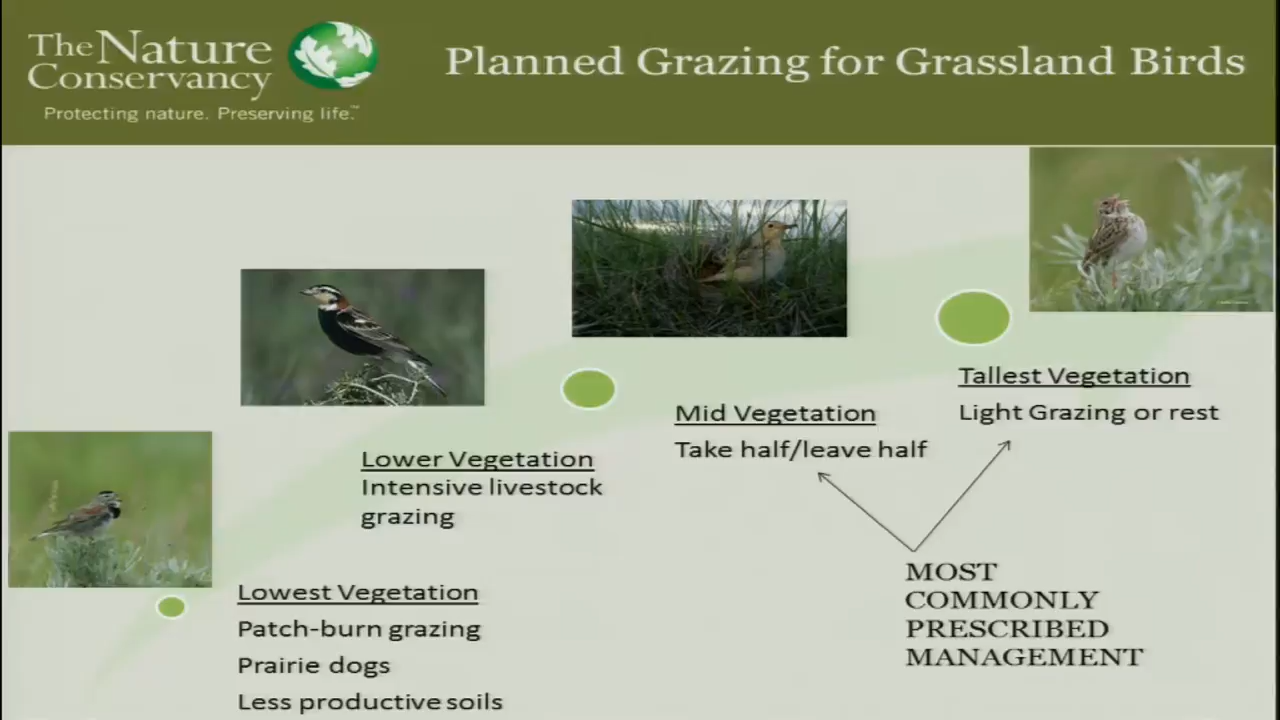 The Nature
Conservancy
Protecting nature. Preserving life.™
Planned Grazing for Grassland Birds
Tallest Vegetation
Light Grazing or rest
Mid Vegetation
Take half/leave half
Lower Vegetation
Intensive livestock
grazing
Lowest Vegetation
Patch-burn grazing
Prairie dogs
Less productive soils
MOST
COMMONLY
PRESCRIBED
MANAGEMENT